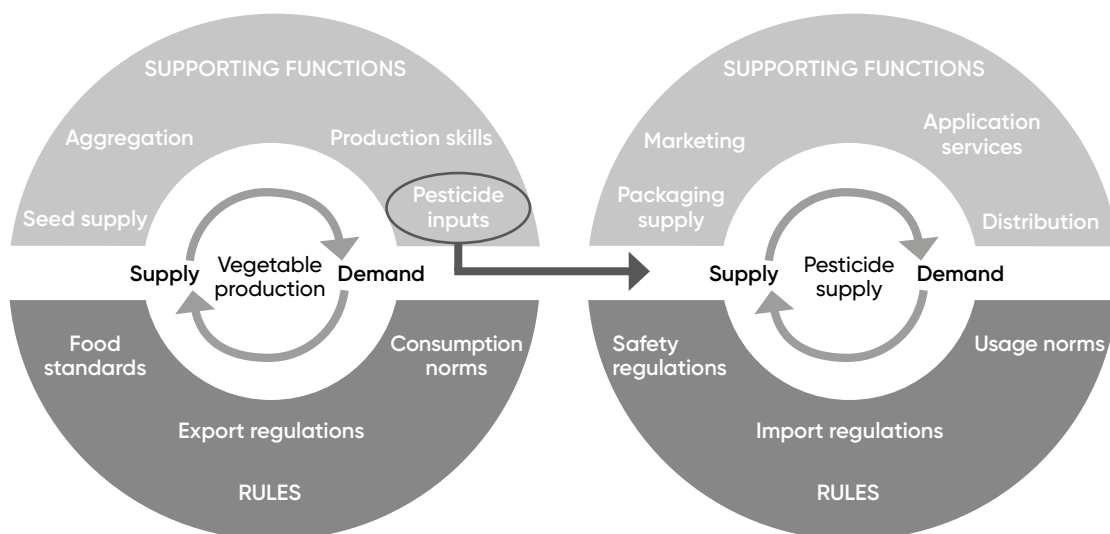 SUPPORTING FUNCTIONS
Aggregation
Production skills
Seed supply
Pesticide
inputs
Supply
Vegetable
production
Demand
Food
standards
Consumption
norms
Export regulations
RULES
SUPPORTING FUNCTIONS
Marketing
Application
services
Packaging
supply
Distribution
Supply
Pesticide
supply
Demand
Safety
regulations
Usage norms
Import regulations
RULES